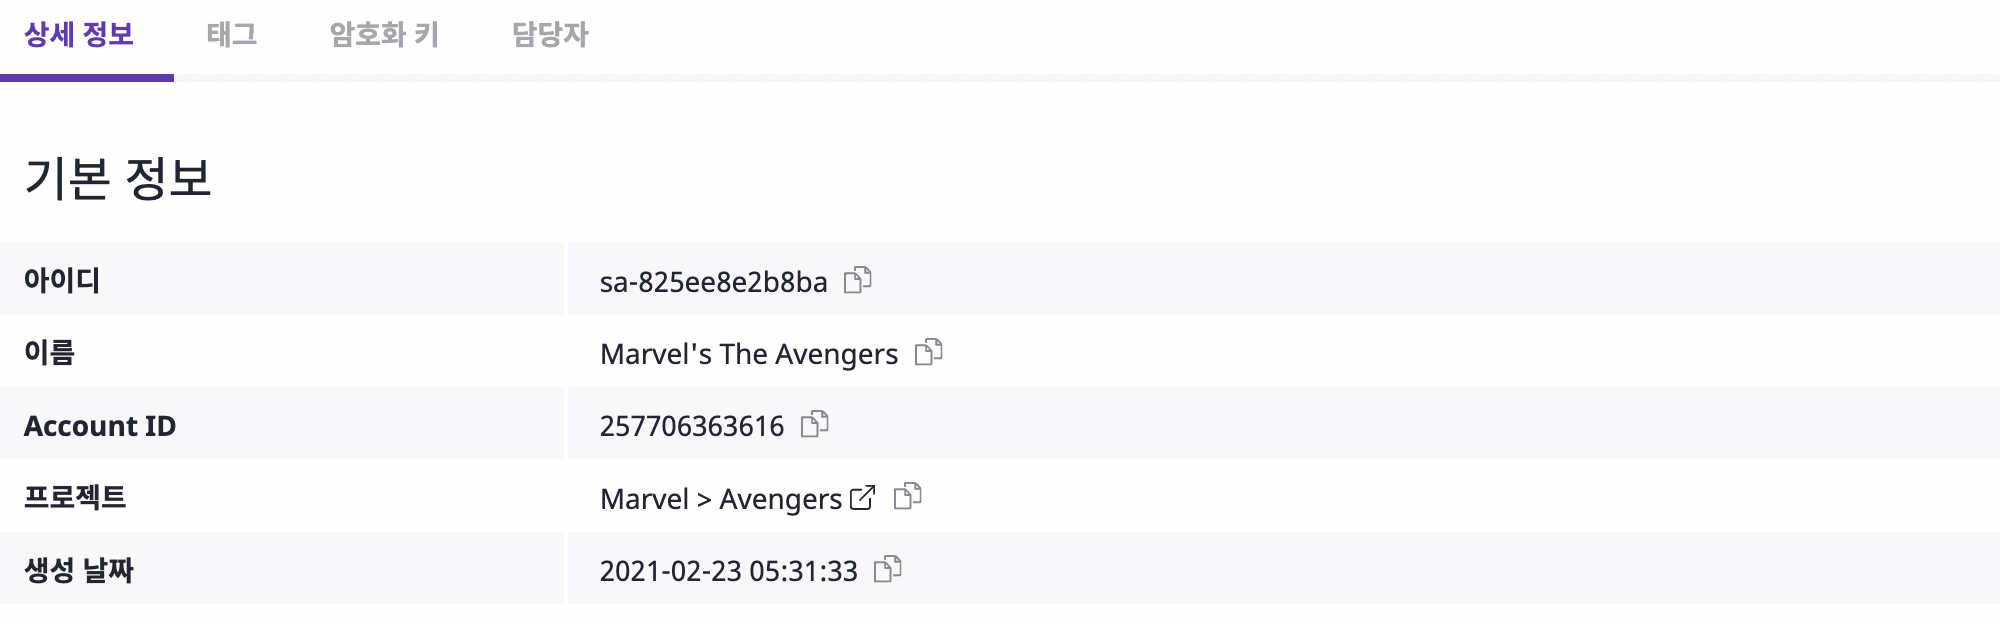 상세 정보 태그 암호화 키 담당자
기본 정보
아이디 sa-825ee8e2b8ba
이름 Marvel's The Avengers
Account ID 257706363616
프로젝트 Marvel > Avengers
생성 날짜 2021-02-23 05:31:33